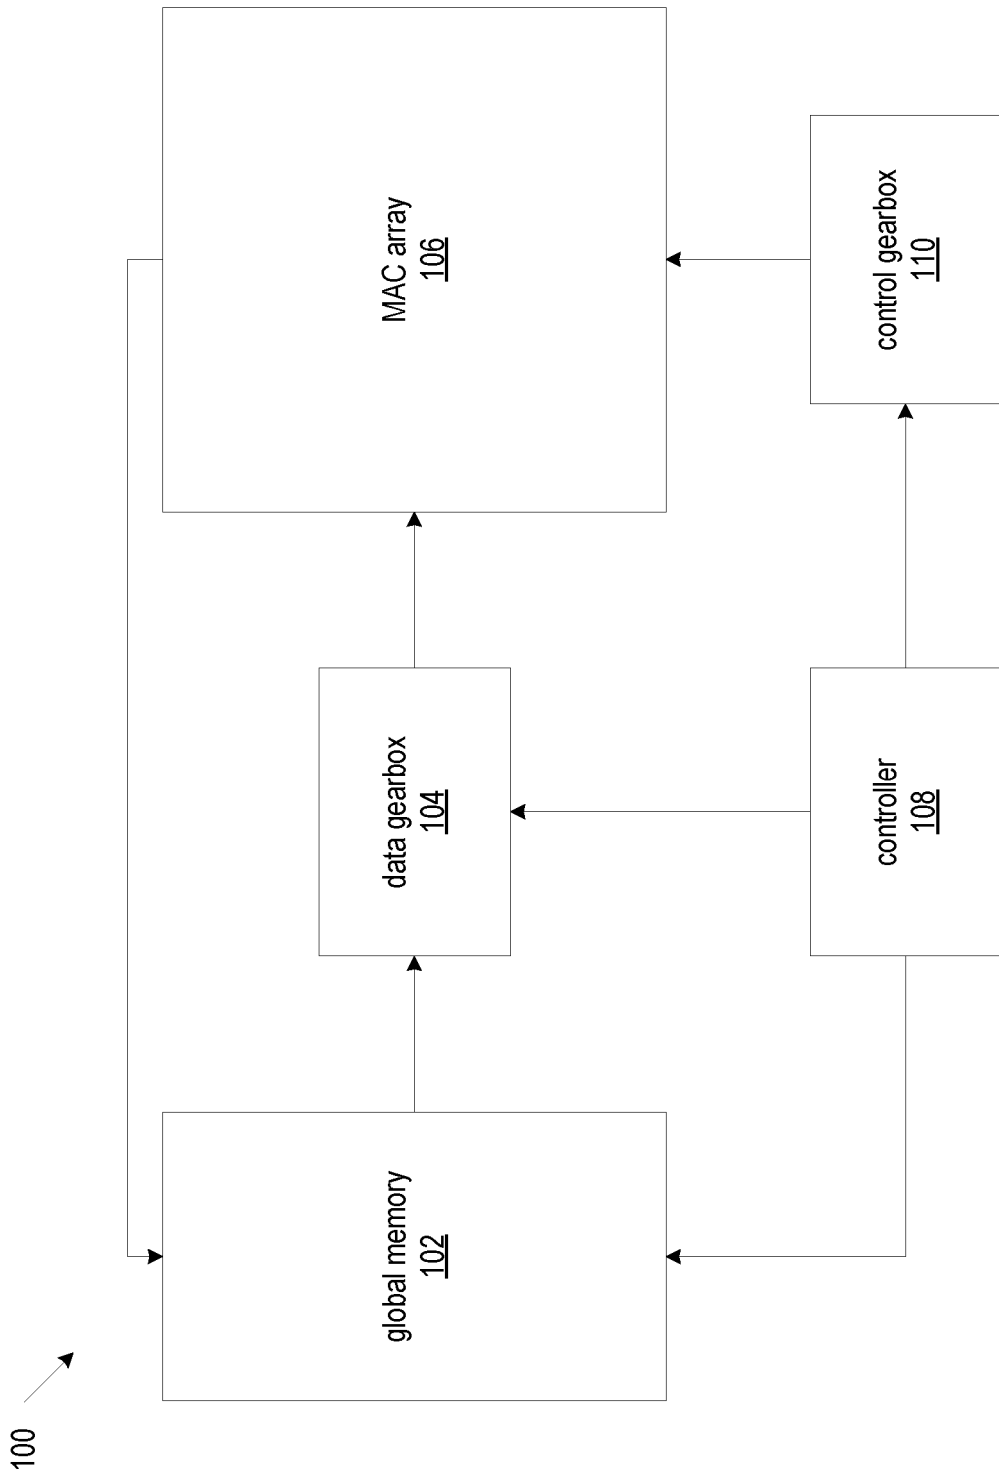 100
global memory
102
data gearbox
104
MAC array
106
controller
108
control gearbox
110